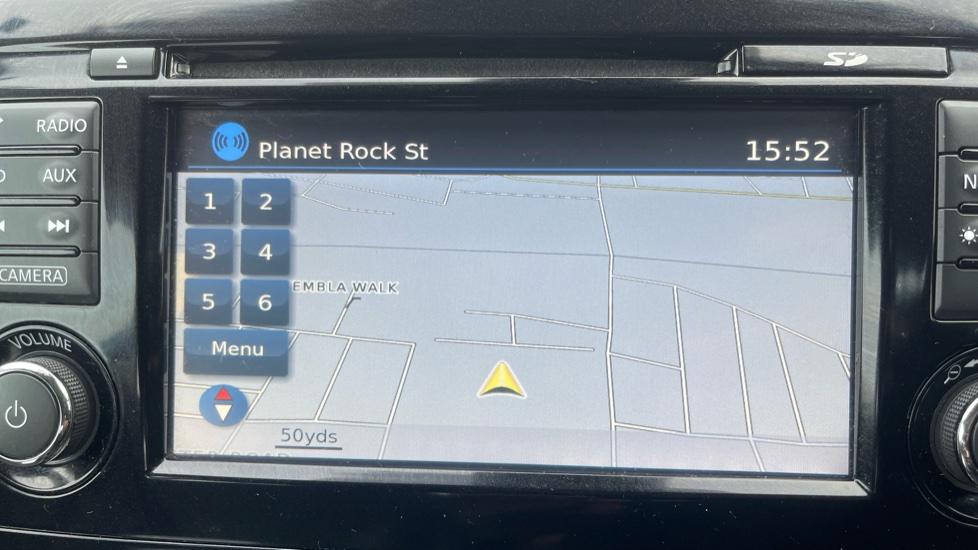 SD
RADIO
AUX
CAMERA
VOLUME
Planet Rock St
15:52
1 2
3 4
5 6
Menu
EMBLA WALK
50yds
ROAD
N